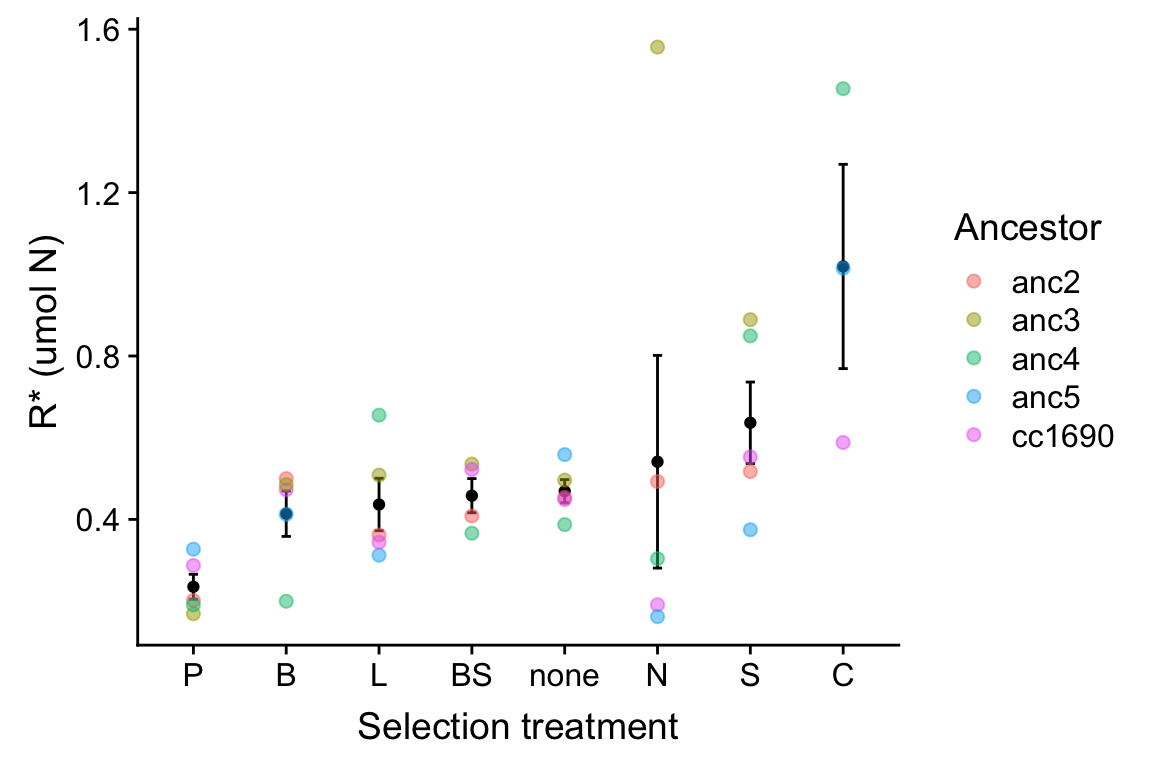 1.6
1.2
0.8
0.4
R* (umol N)
P B L BS none N S C
Selection treatment
Ancestor
anc2
anc3
anc4
anc5
cc1690